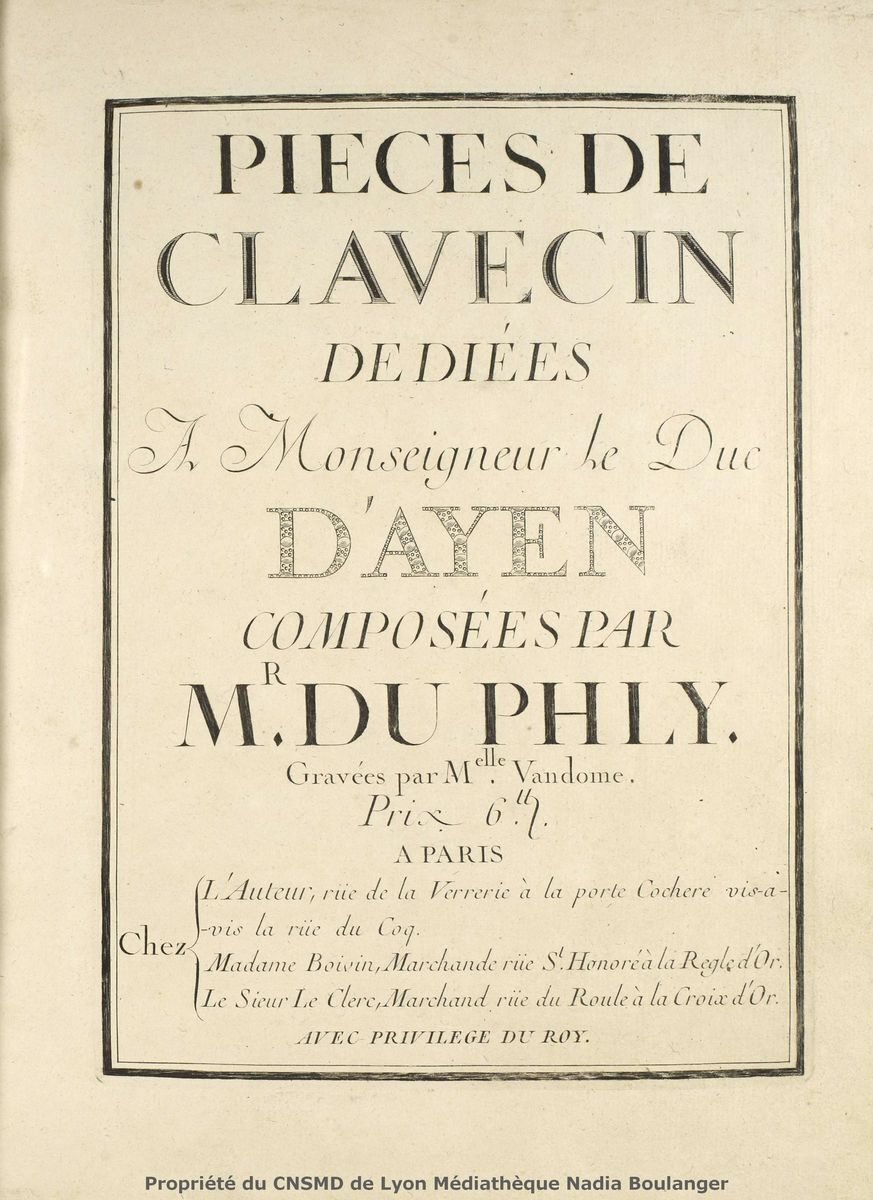 PIECES DE
CLAVECIN
DEDIÉES
A Monseigneur le Duc
D'AYEN
COMPOSÉES PAR
MR. DU PHLY.
Gravées par Melle. Vandome.
Prix 6.tt
A PARIS
Chez
L'Auteur, rüe de la Verrerie à la porte Cochere vis-à-
-vis la rüe du Coq.
Madame Boivin, Marchande rüe St. Honoré à la Regle d'Or.
Le Sieur Le Clerc, Marchand rüe du Roule à la Croix d'Or.
AVEC PRIVILEGE DU ROY.
Propriété du CNSMD de Lyon Médiathèque Nadia Boulanger